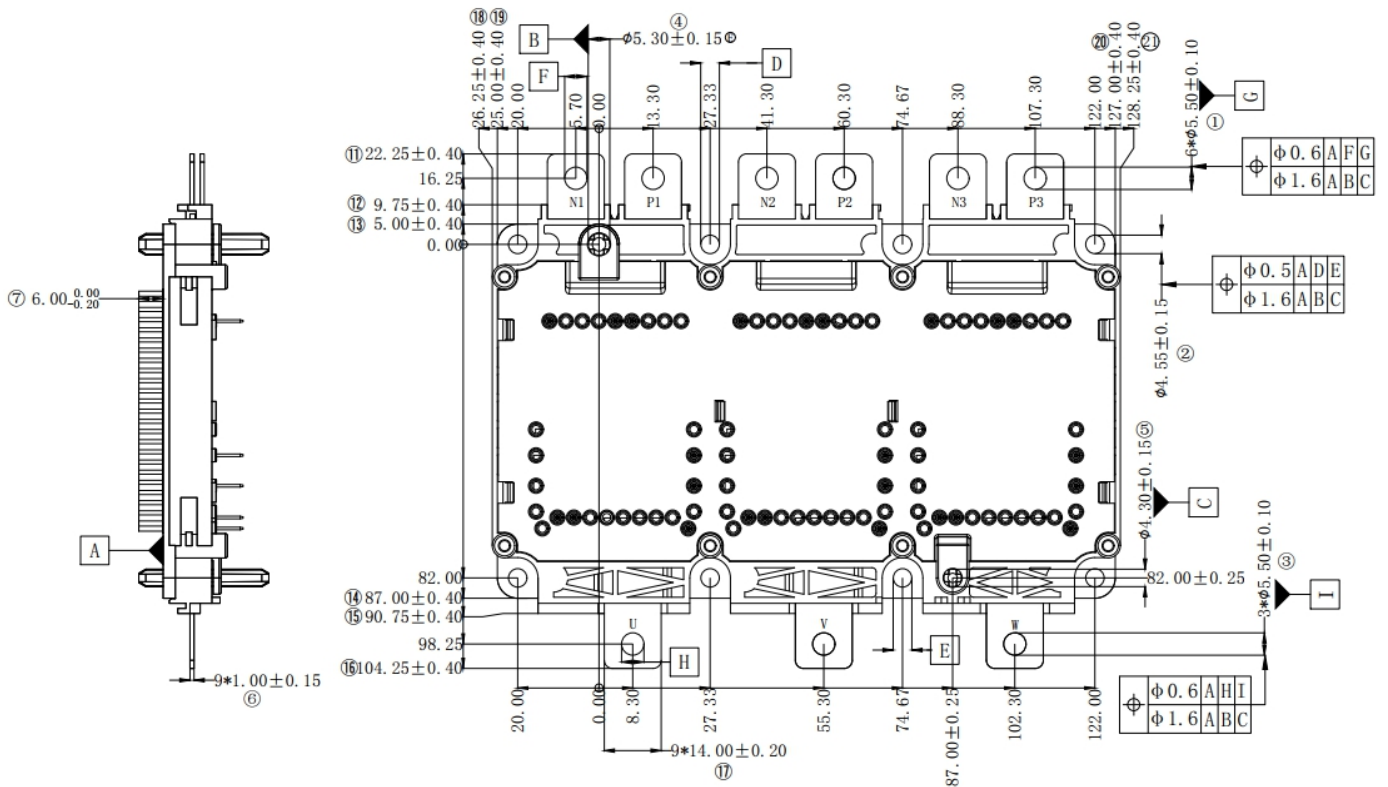 ⑱
⑲
26.25±0.40
25.00±0.40
20.00
5.70
0.00
13.30
27.33
41.30
60.30
74.67
88.30
107.30
122.00
127.00±0.40
128.25±0.40
⑳
㉑
B
④
ϕ5.30±0.15Ⓔ
F
D
6*ϕ5.50±0.10
①
G
ϕ0.6 A F G
ϕ1.6 A B C
⑪22.25±0.40
16.25
⑫ 9.75±0.40
⑬ 5.00±0.40
0.00
N1
P1
N2
P2
N3
P3
ϕ0.5 A D E
ϕ1.6 A B C
ϕ4.55±0.15
②
⑦ 6.00 0.00
-0.20
A
ϕ4.30±0.15⑤
C
82.00
82.00±0.25
⑭87.00±0.40
⑮90.75±0.40
98.25
⑯104.25±0.40
U
V
W
H
E
3*ϕ5.50±0.10
③
I
9*1.00±0.15
⑥
20.00
0.00
8.30
27.33
55.30
74.67
87.00±0.25
102.30
122.00
ϕ0.6 A H I
ϕ1.6 A B C
9*14.00±0.20
⑰